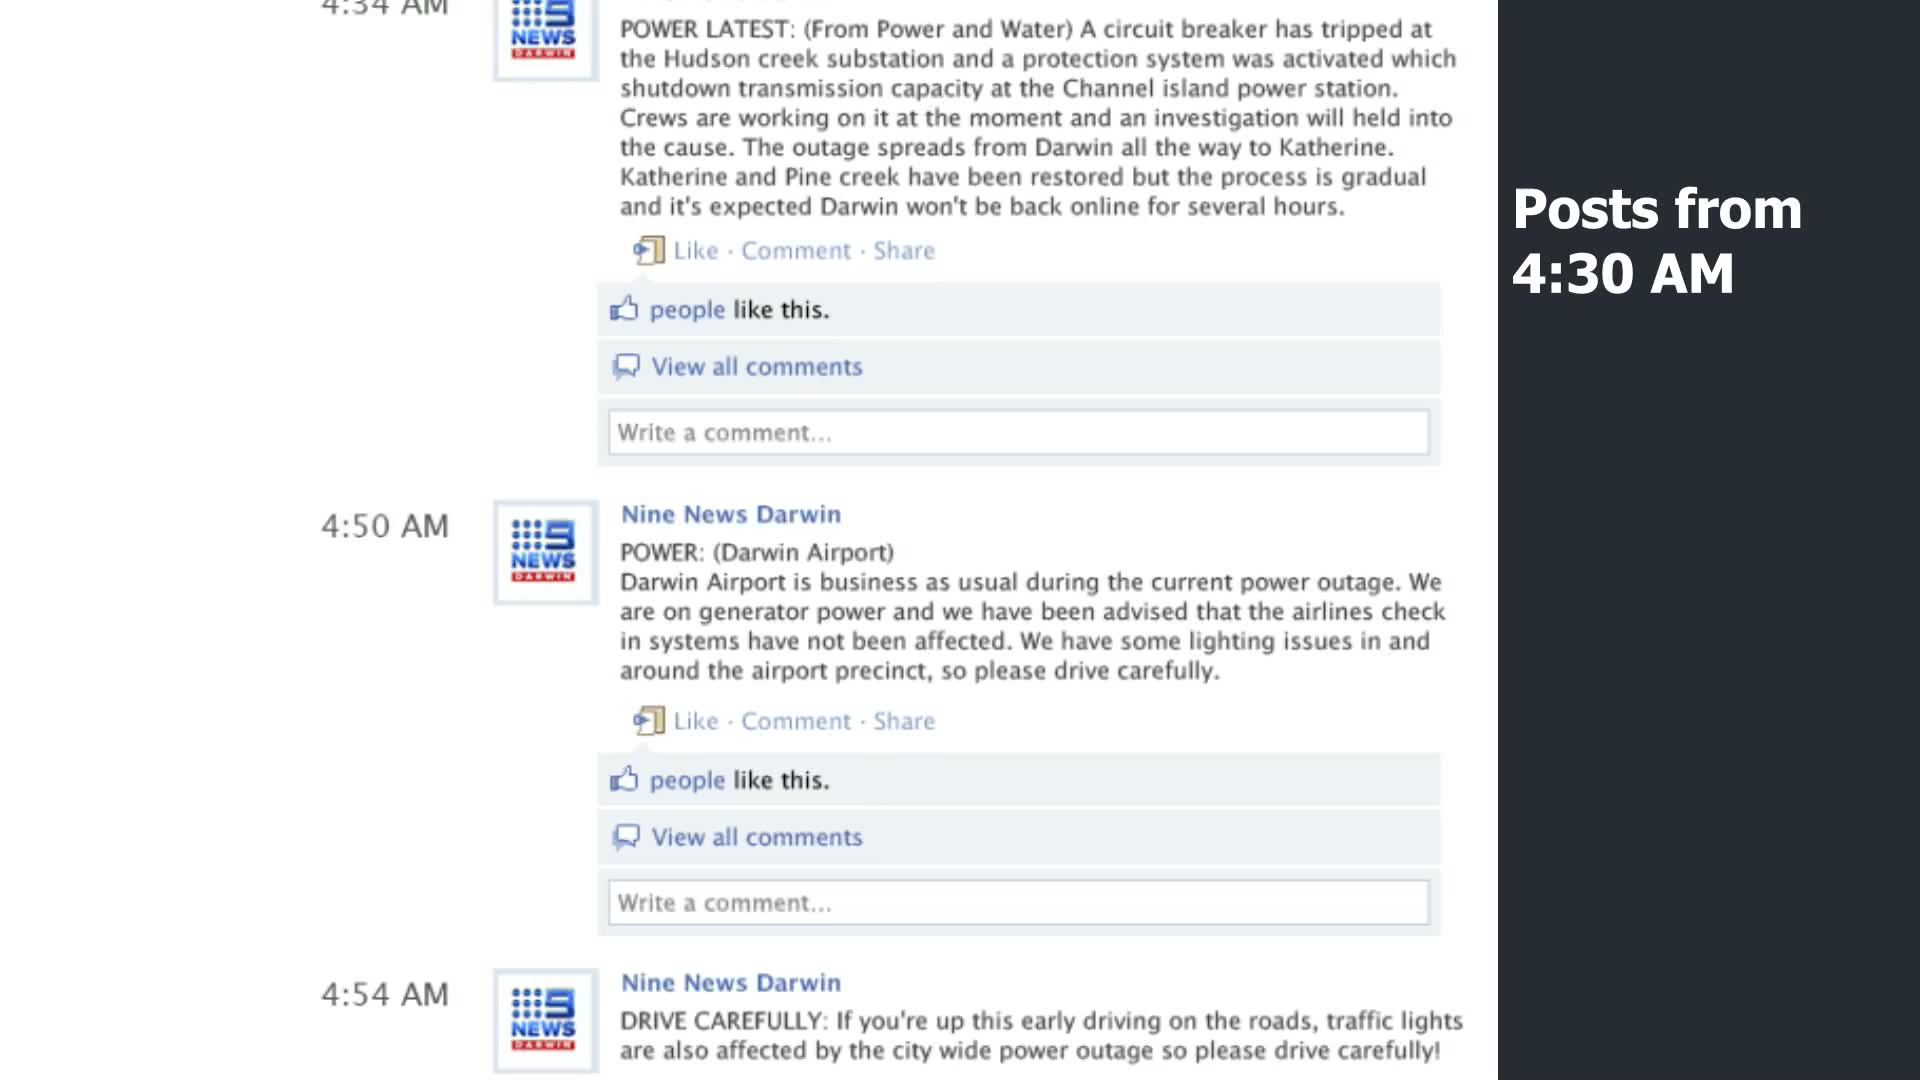 4:34 AM
NEWS
DARWIN
POWER LATEST: (From Power and Water) A circuit breaker has tripped at
the Hudson creek substation and a protection system was activated which
shutdown transmission capacity at the Channel island power station.
Crews are working on it at the moment and an investigation will held into
the cause. The outage spreads from Darwin all the way to Katherine.
Katherine and Pine creek have been restored but the process is gradual
and it's expected Darwin won't be back online for several hours.
Like · Comment · Share
people like this.
View all comments
Write a comment...
Posts from
4:30 AM
4:50 AM
9
NEWS
DARWIN
Nine News Darwin
POWER: (Darwin Airport)
Darwin Airport is business as usual during the current power outage. We
are on generator power and we have been advised that the airlines check
in systems have not been affected. We have some lighting issues in and
around the airport precinct, so please drive carefully.
Like · Comment · Share
people like this.
View all comments
Write a comment...
4:54 AM
9
NEWS
DARWIN
Nine News Darwin
DRIVE CAREFULLY: If you're up this early driving on the roads, traffic lights
are also affected by the city wide power outage so please drive carefully!